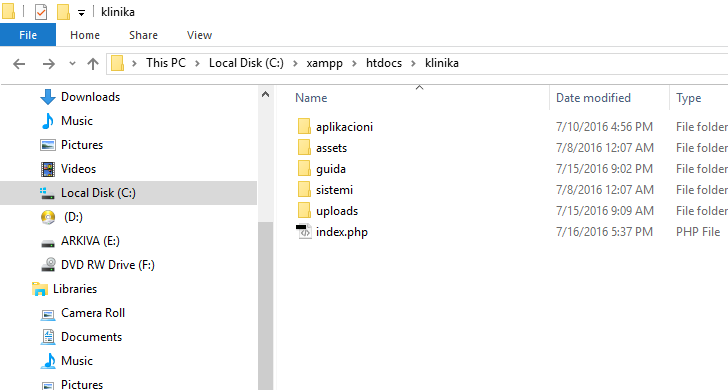 klinika
File Home Share View
This PC Local Disk (C:) xampp htdocs klinika
Downloads
Music
Pictures
Videos
Local Disk (C:)
(D:)
ARKIVA (E:)
DVD RW Drive (F:)
Libraries
Camera Roll
Documents
Music
Pictures
Name Date modified Type
aplikacioni 7/10/2016 4:56 PM File folder
assets 7/8/2016 12:07 AM File folder
guida 7/15/2016 9:02 PM File folder
sistemi 7/8/2016 12:07 AM File folder
uploads 7/15/2016 9:09 AM File folder
index.php 7/16/2016 5:37 PM PHP File